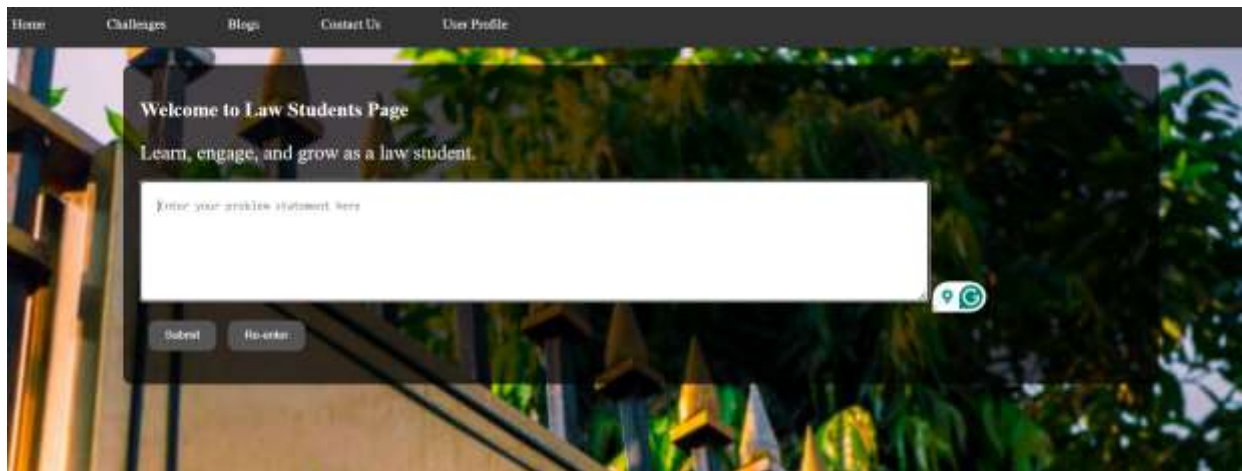 Home Challenges Blogs Contact Us User Profile
Welcome to Law Students Page
Learn, engage, and grow as a law student.
Enter your problem statement here
Submit Re-enter